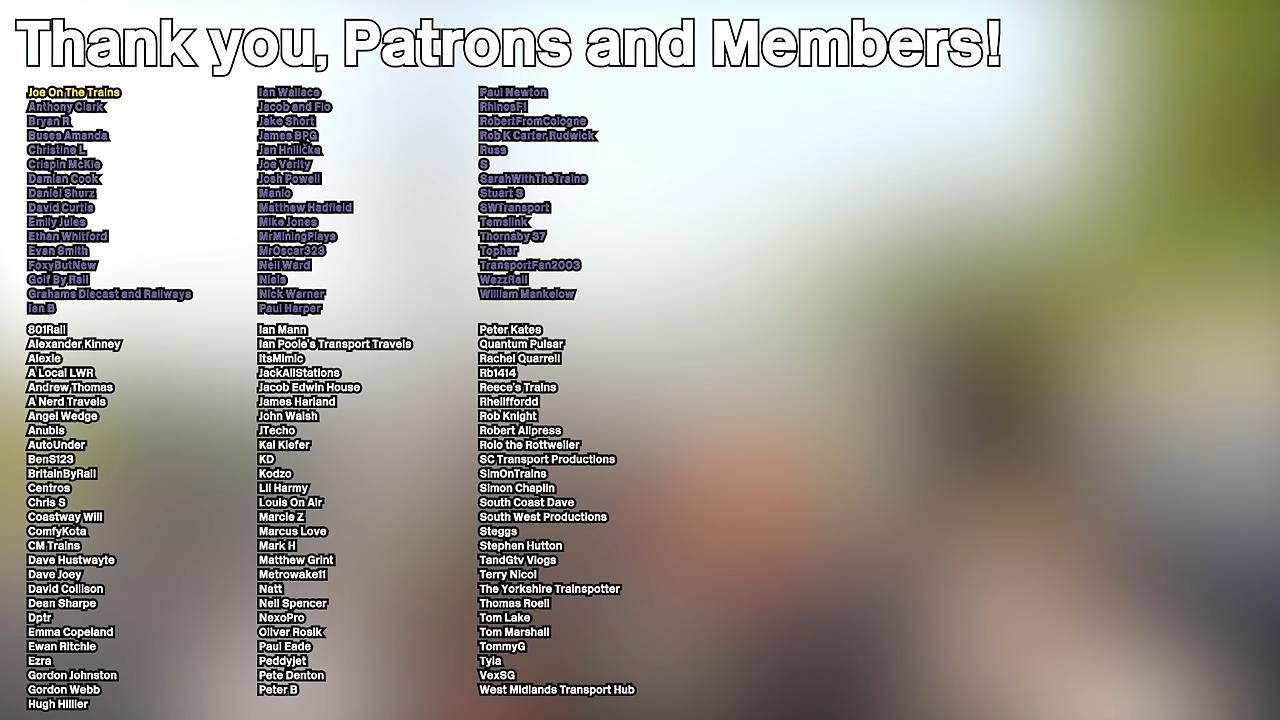 Thank you, Patrons and Members!
Joe On The Trains
Anthony Clark
Bryan R
Buses Amanda
Christine L
Crispin McKie
Damian Cook
Daniel Shurz
David Curtis
Emily Jules
Ethan Whitford
Evan Smith
FoxyButNew
Golf By Rail
Grahams Diecast and Railways
Ian B
Ian Wallace
Jacob and Flo
Jake Short
James BPG
Jan Hnilička
Joe Verity
Josh Powell
Manic
Matthew Hadfield
Mike Jones
MrMiningPlays
MrOscar323
Neil Ward
Niels
Nick Warner
Paul Harper
Paul Newton
RhinosF1
RobertFromCologne
Rob K Carter,Rudwick
Russ
S
SarahWithTheTrains
Stuart S
SWTransport
Temslink
Thornaby 37
Topher
TransportFan2003
WezzRail
William Mankelow
801Rail
Alexander Kinney
Alexie
A Local LWR
Andrew Thomas
A Nerd Travels
Angel Wedge
Anubis
AutoUnder
BenS123
BritainByRail
Centros
Chris S
Coastway Will
ComfyKota
CM Trains
Dave Hustwayte
Dave Joey
David Collison
Dean Sharpe
Dptr
Emma Copeland
Ewan Ritchie
Ezra
Gordon Johnston
Gordon Webb
Hugh Hillier
Ian Mann
Ian Poole's Transport Travels
ItsMimic
JackAllStations
Jacob Edwin House
James Harland
John Walsh
JTecho
Kai Kiefer
KD
Kodzo
Lil Harmy
Louis On Air
Marcie Z
Marcus Love
Mark H
Matthew Grint
Metrowake11
Natt
Neil Spencer
NexoPro
Oliver Rosik
Paul Eade
Peddyjet
Pete Denton
Peter B
Peter Kates
Quantum Pulsar
Rachel Quarrell
Rb1414
Reece's Trains
Rhelliffordd
Rob Knight
Robert Allpress
Rolo the Rottweiler
SC Transport Productions
SimOnTrains
Simon Chaplin
South Coast Dave
South West Productions
Steggs
Stephen Hutton
TandGtv Vlogs
Terry Nicol
The Yorkshire Trainspotter
Thomas Roell
Tom Lake
Tom Marshall
TommyG
Tyla
VexSG
West Midlands Transport Hub